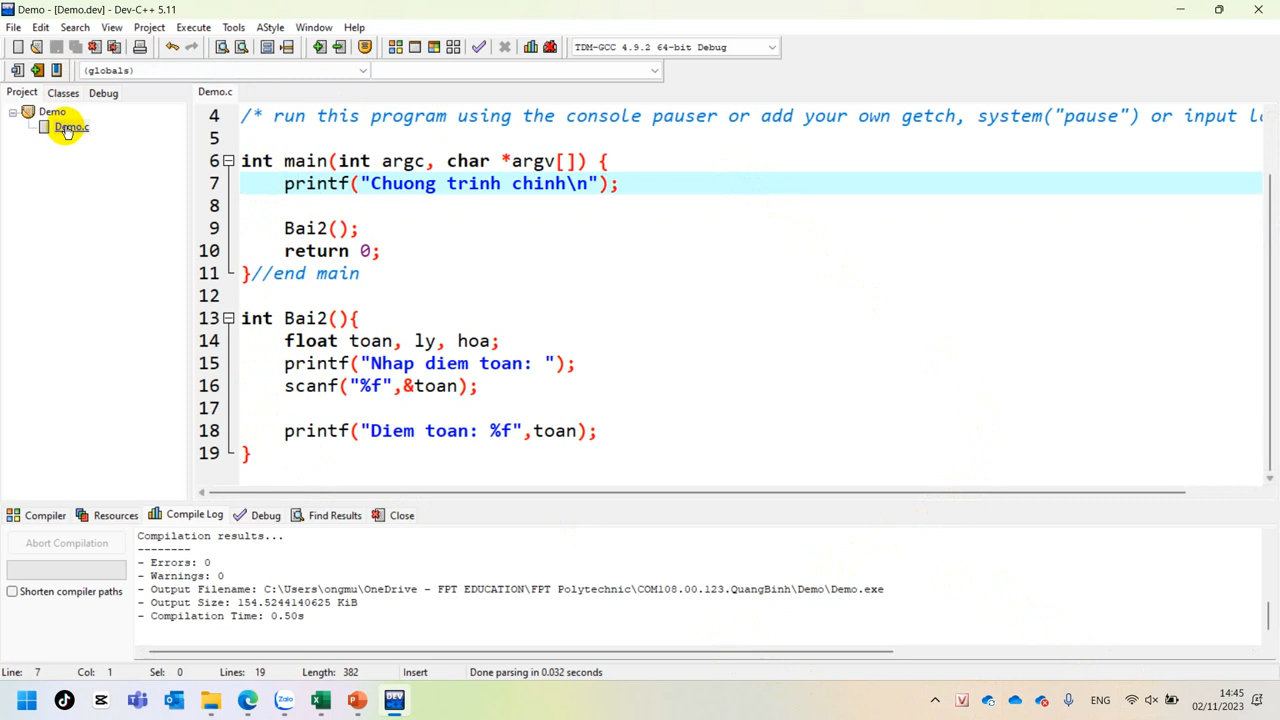 Demo - [Demo.dev] - Dev-C++ 5.11
File Edit Search View Project Execute Tools AStyle Window Help
TDM-GCC 4.9.2 64-bit Debug
(globals)
Project Classes Debug
Demo.c
Demo
Demo.c
4 /* run this program using the console pauser or add your own getch, system("pause") or input lo
5
6 int main(int argc, char *argv[]) {
7 printf("Chuong trinh chinh\n");
8
9 Bai2();
10 return 0;
11 }//end main
12
13 int Bai2(){
14 float toan, ly, hoa;
15 printf("Nhap diem toan: ");
16 scanf("%f",&toan);
17
18 printf("Diem toan: %f",toan);
19 }
Compiler Resources Compile Log Debug Find Results Close
Abort Compilation
Shorten compiler paths
Compilation results...
--------
- Errors: 0
- Warnings: 0
- Output Filename: C:\Users\ongmu\OneDrive - FPT EDUCATION\FPT Polytechnic\COM108.00.123.QuangBinh\Demo\Demo.exe
- Output Size: 154.5244140625 KiB
- Compilation Time: 0.50s
Line: 7 Col: 1 Sel: 0 Lines: 19 Length: 382 Insert Done parsing in 0.032 seconds
ENG
14:45
02/11/2023